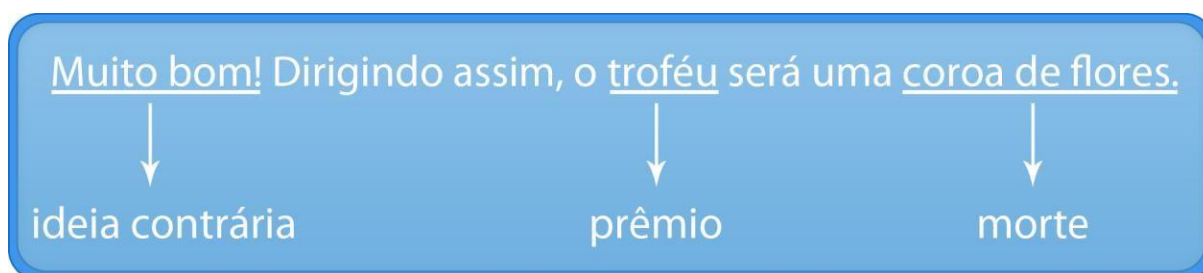 Muito bom! Dirigindo assim, o troféu será uma coroa de flores.
ideia contrária prêmio morte